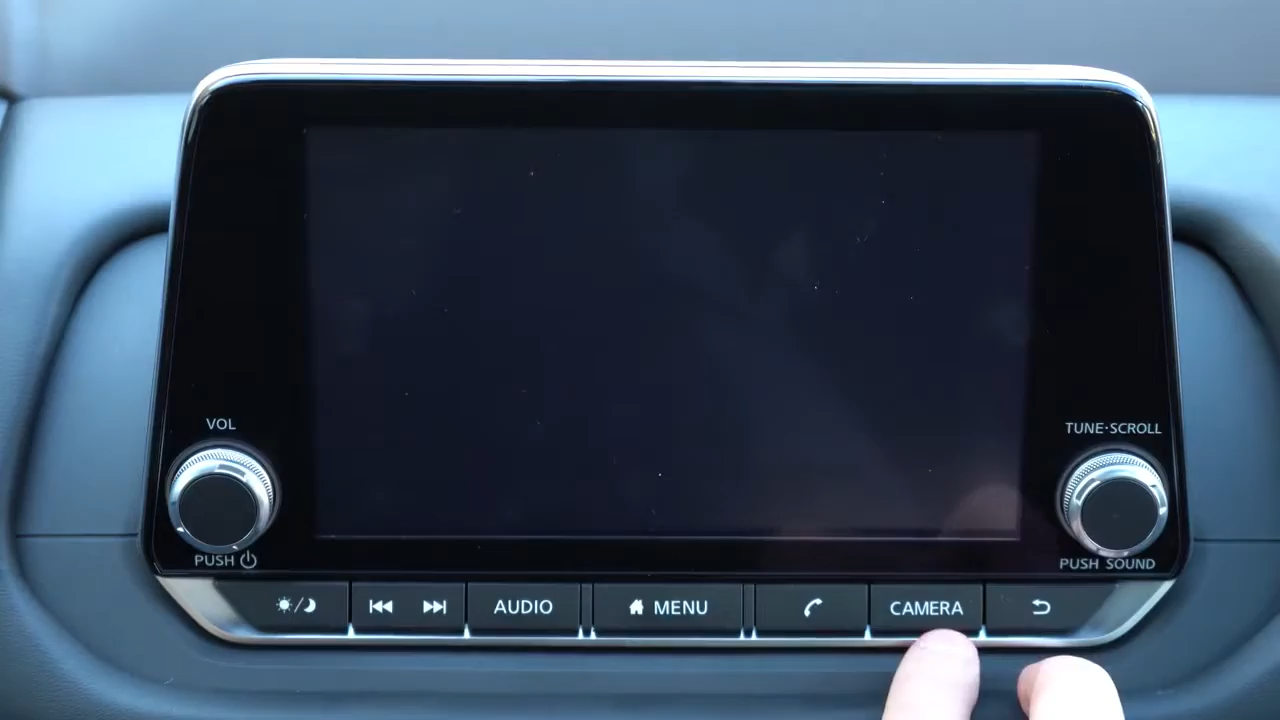 VOL
TUNE·SCROLL
PUSH
PUSH SOUND
AUDIO
MENU
CAMERA